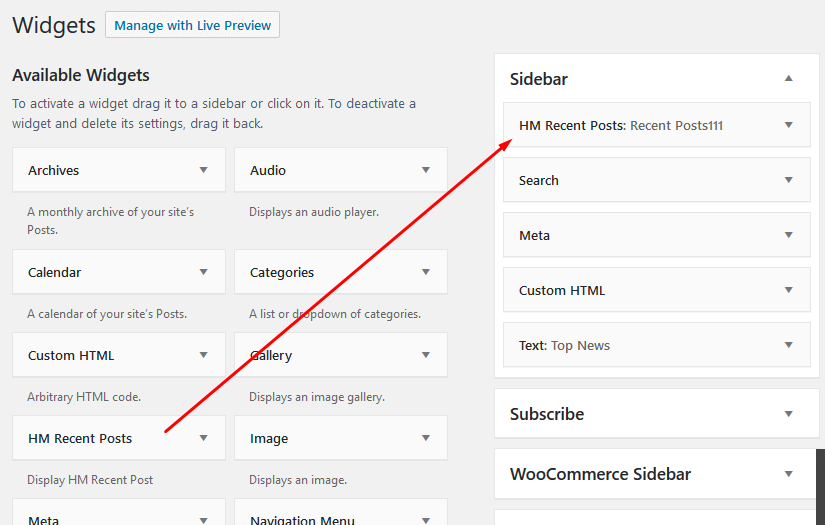 Widgets
Manage with Live Preview
Available Widgets
To activate a widget drag it to a sidebar or click on it. To deactivate a
widget and delete its settings, drag it back.
Archives
Audio
A monthly archive of your site's
Posts.
Displays an audio player.
Calendar
Categories
A calendar of your site's Posts.
A list or dropdown of categories.
Custom HTML
Gallery
Arbitrary HTML code.
Displays an image gallery.
HM Recent Posts
Image
Display HM Recent Post
Displays an image.
Meta
Navigation Menu
Sidebar
HM Recent Posts: Recent Posts111
Search
Meta
Custom HTML
Text: Top News
Subscribe
WooCommerce Sidebar